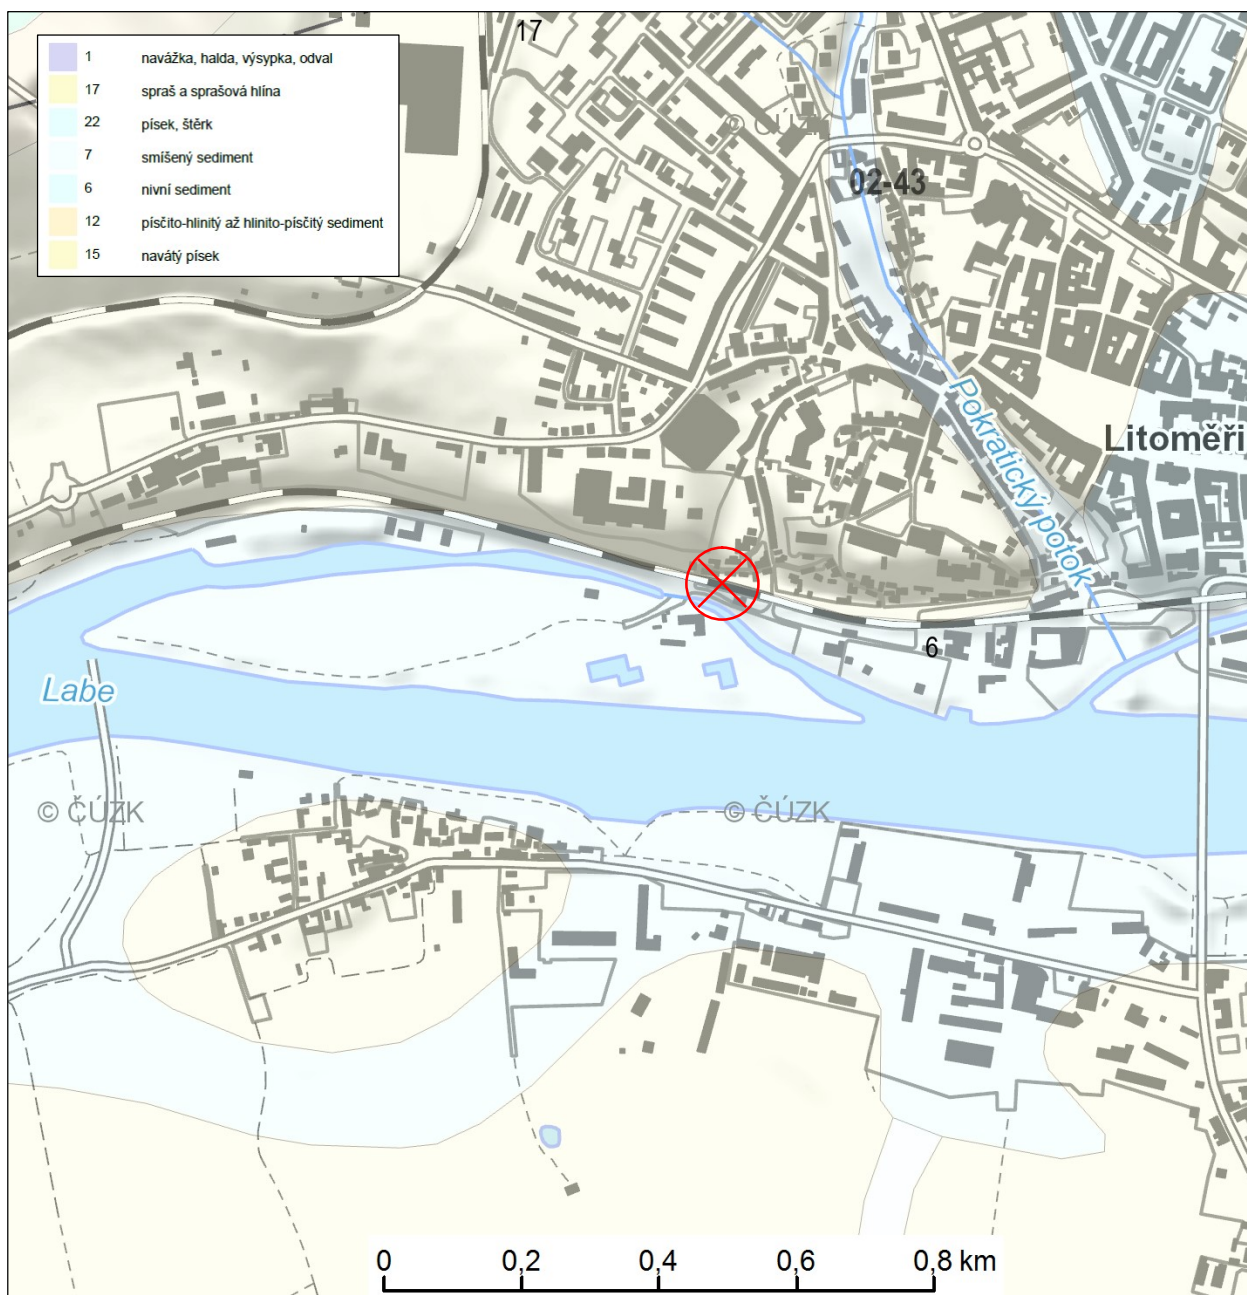 17
1 navážka, halda, výsypka, odval
17 spraš a sprašová hlína
22 písek, štěrk
7 smíšený sediment
6 nivní sediment
12 písčito-hlinitý až hlinito-písčitý sediment
15 navátý písek
© ČÚZK
02-43
Pokratický potok
Litoměři
6
Labe
© ČÚZK
© ČÚZK
0 0,2 0,4 0,6 0,8 km